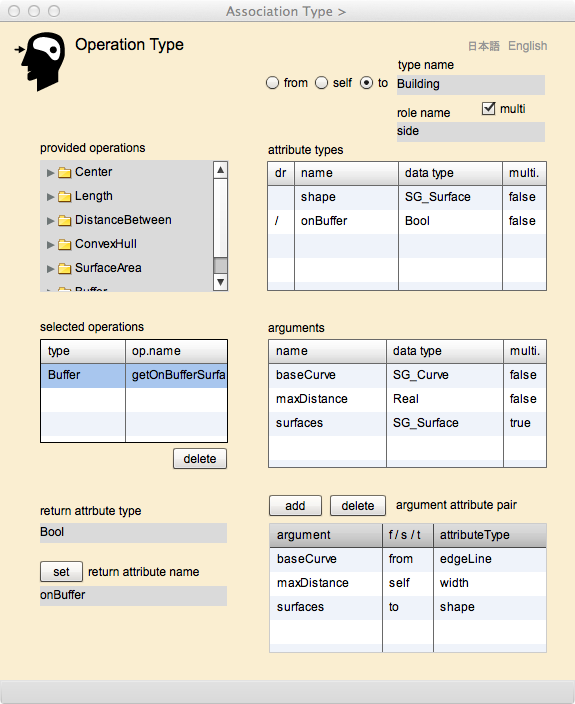 Association Type >
Operation Type
日本語 English
from self to
type name
Building
role name multi
side
provided operations
Center
Length
DistanceBetween
ConvexHull
SurfaceArea
Buffer
attribute types
dr name data type multi.
shape SG_Surface false
/ onBuffer Bool false
selected operations
type op.name
Buffer getOnBufferSurfa
delete
arguments
name data type multi.
baseCurve SG_Curve false
maxDistance Real false
surfaces SG_Surface true
return attrbute type
Bool
set return attribute name
onBuffer
add delete argument attribute pair
argument f / s / t attributeType
baseCurve from edgeLine
maxDistance self width
surfaces to shape